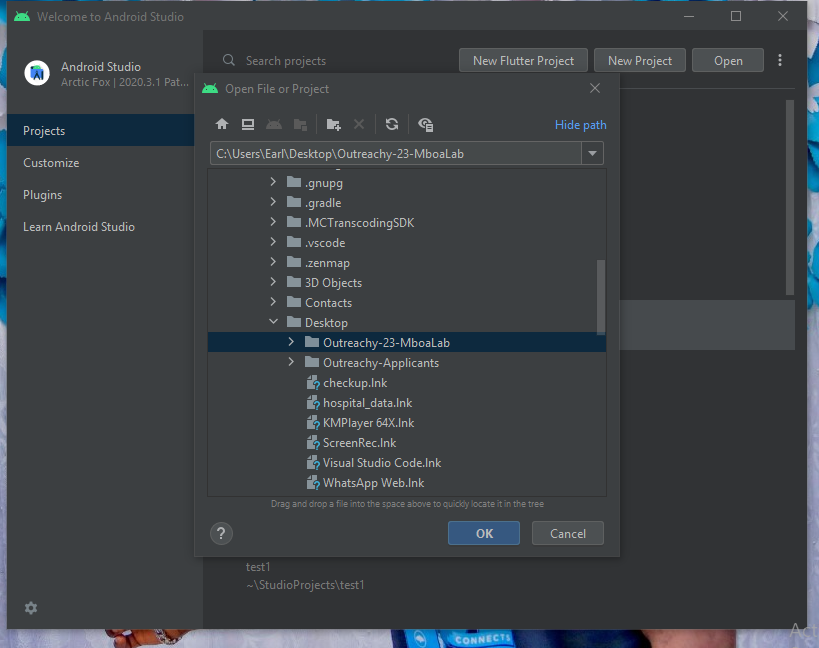 Welcome to Android Studio
Android Studio
Arctic Fox | 2020.3.1 Pat...
Search projects
New Flutter Project
New Project
Open
Projects
Customize
Plugins
Learn Android Studio
Open File or Project
Hide path
C:\Users\Earl\Desktop\Outreachy-23-MboaLab
.gnupg
.gradle
.MCTranscodingSDK
.vscode
.zenmap
3D Objects
Contacts
Desktop
Outreachy-23-MboaLab
Outreachy-Applicants
checkup.lnk
hospital_data.lnk
KMPlayer 64X.lnk
ScreenRec.lnk
Visual Studio Code.lnk
WhatsApp Web.lnk
Drag and drop a file into the space above to quickly locate it in the tree
?
OK
Cancel
test1
~\StudioProjects\test1
CONNECTS
Act